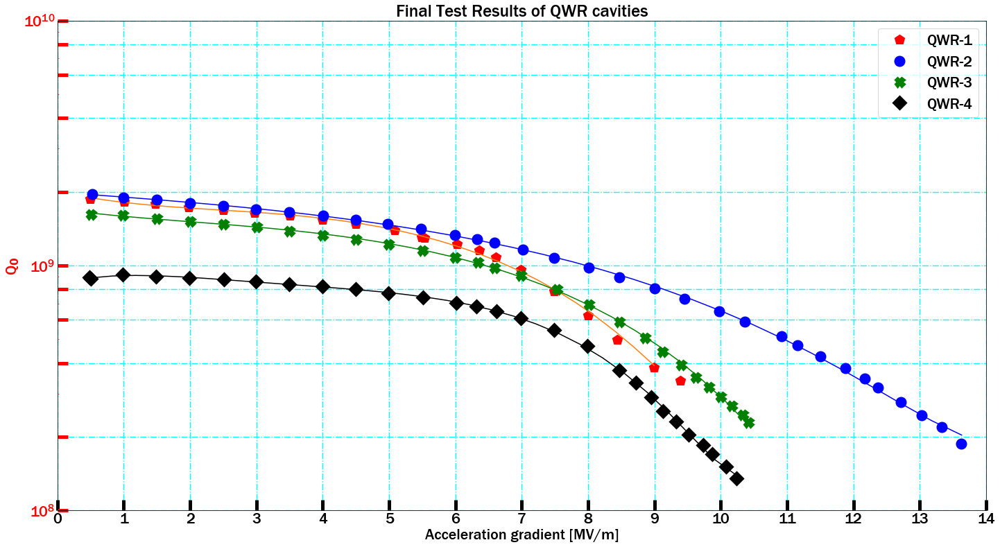 Final Test Results of QWR cavities
10¹⁰
QWR-1
QWR-2
QWR-3
QWR-4
Q₀
10⁹
10⁸
0 1 2 3 4 5 6 7 8 9 10 11 12 13 14
Acceleration gradient [MV/m]